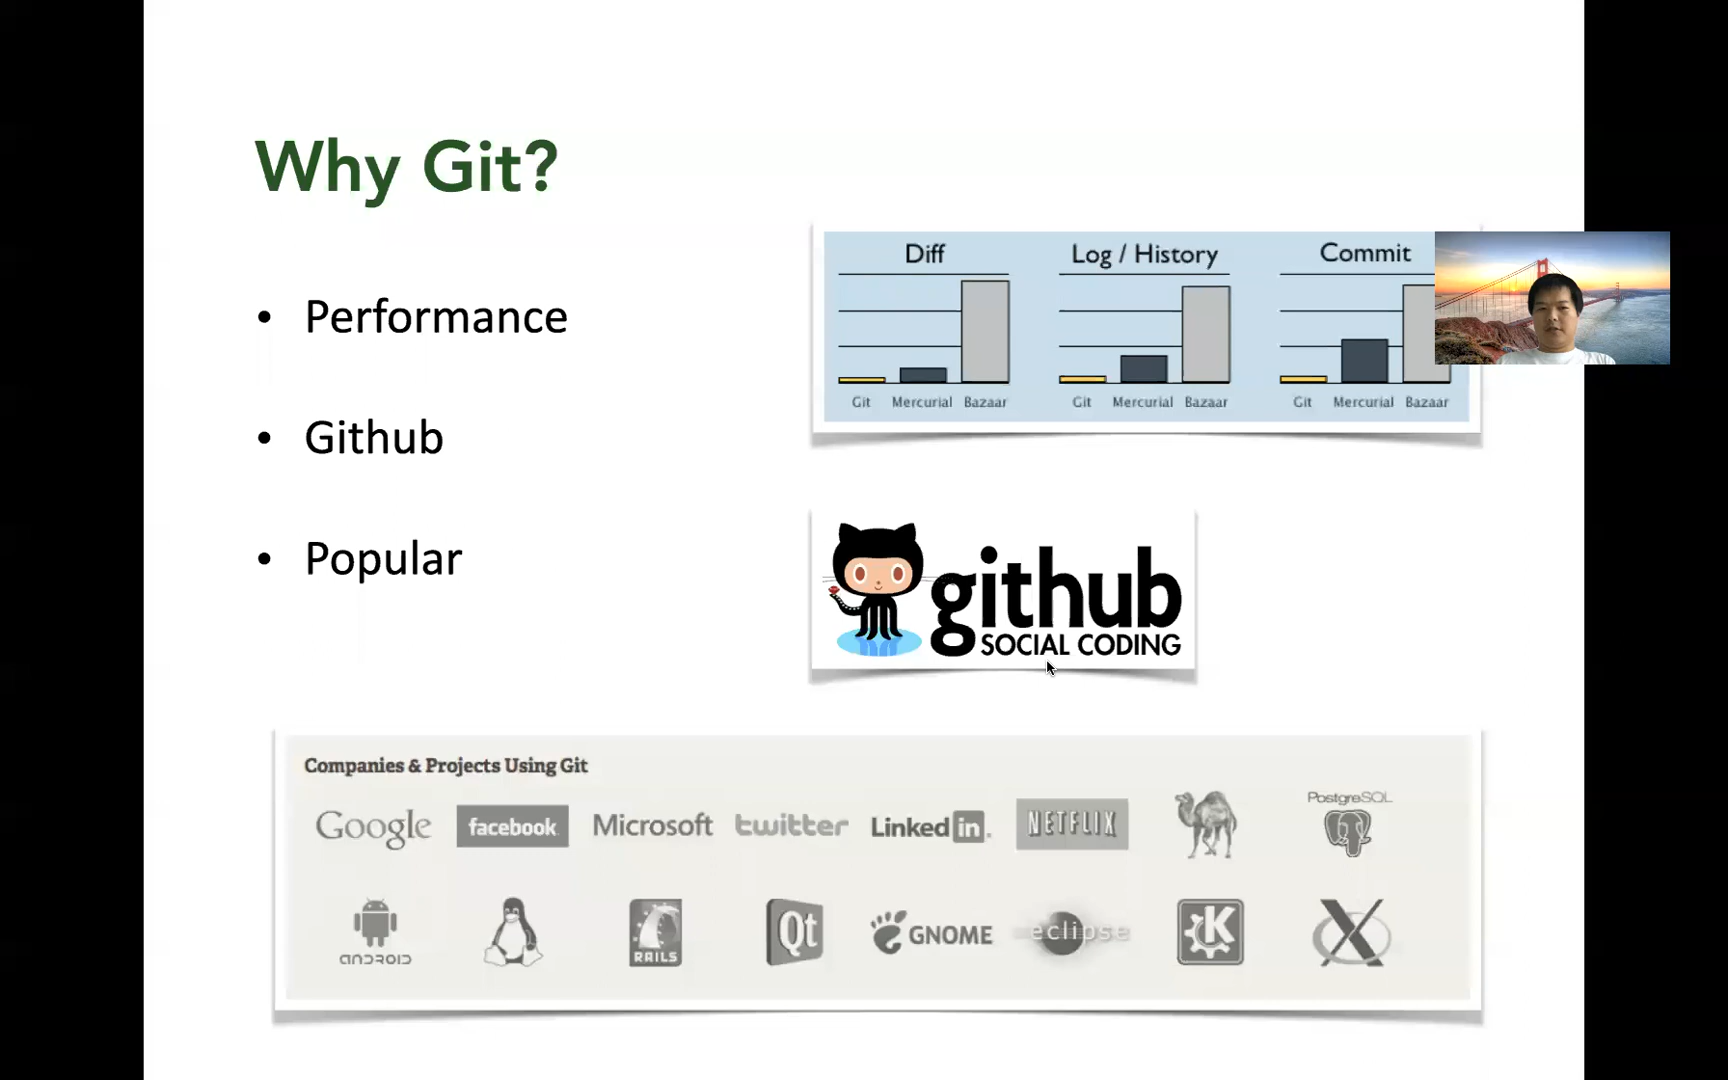 Why Git?
• Performance
• Github
• Popular
Diff
Log / History
Commit
Git Mercurial Bazaar
Git Mercurial Bazaar
Git Mercurial Bazaar
github
SOCIAL CODING
Companies & Projects Using Git
Google facebook Microsoft twitter Linked in. NETFLIX PostgreSQL
ANDROID RAILS Qt GNOME eclipse K X